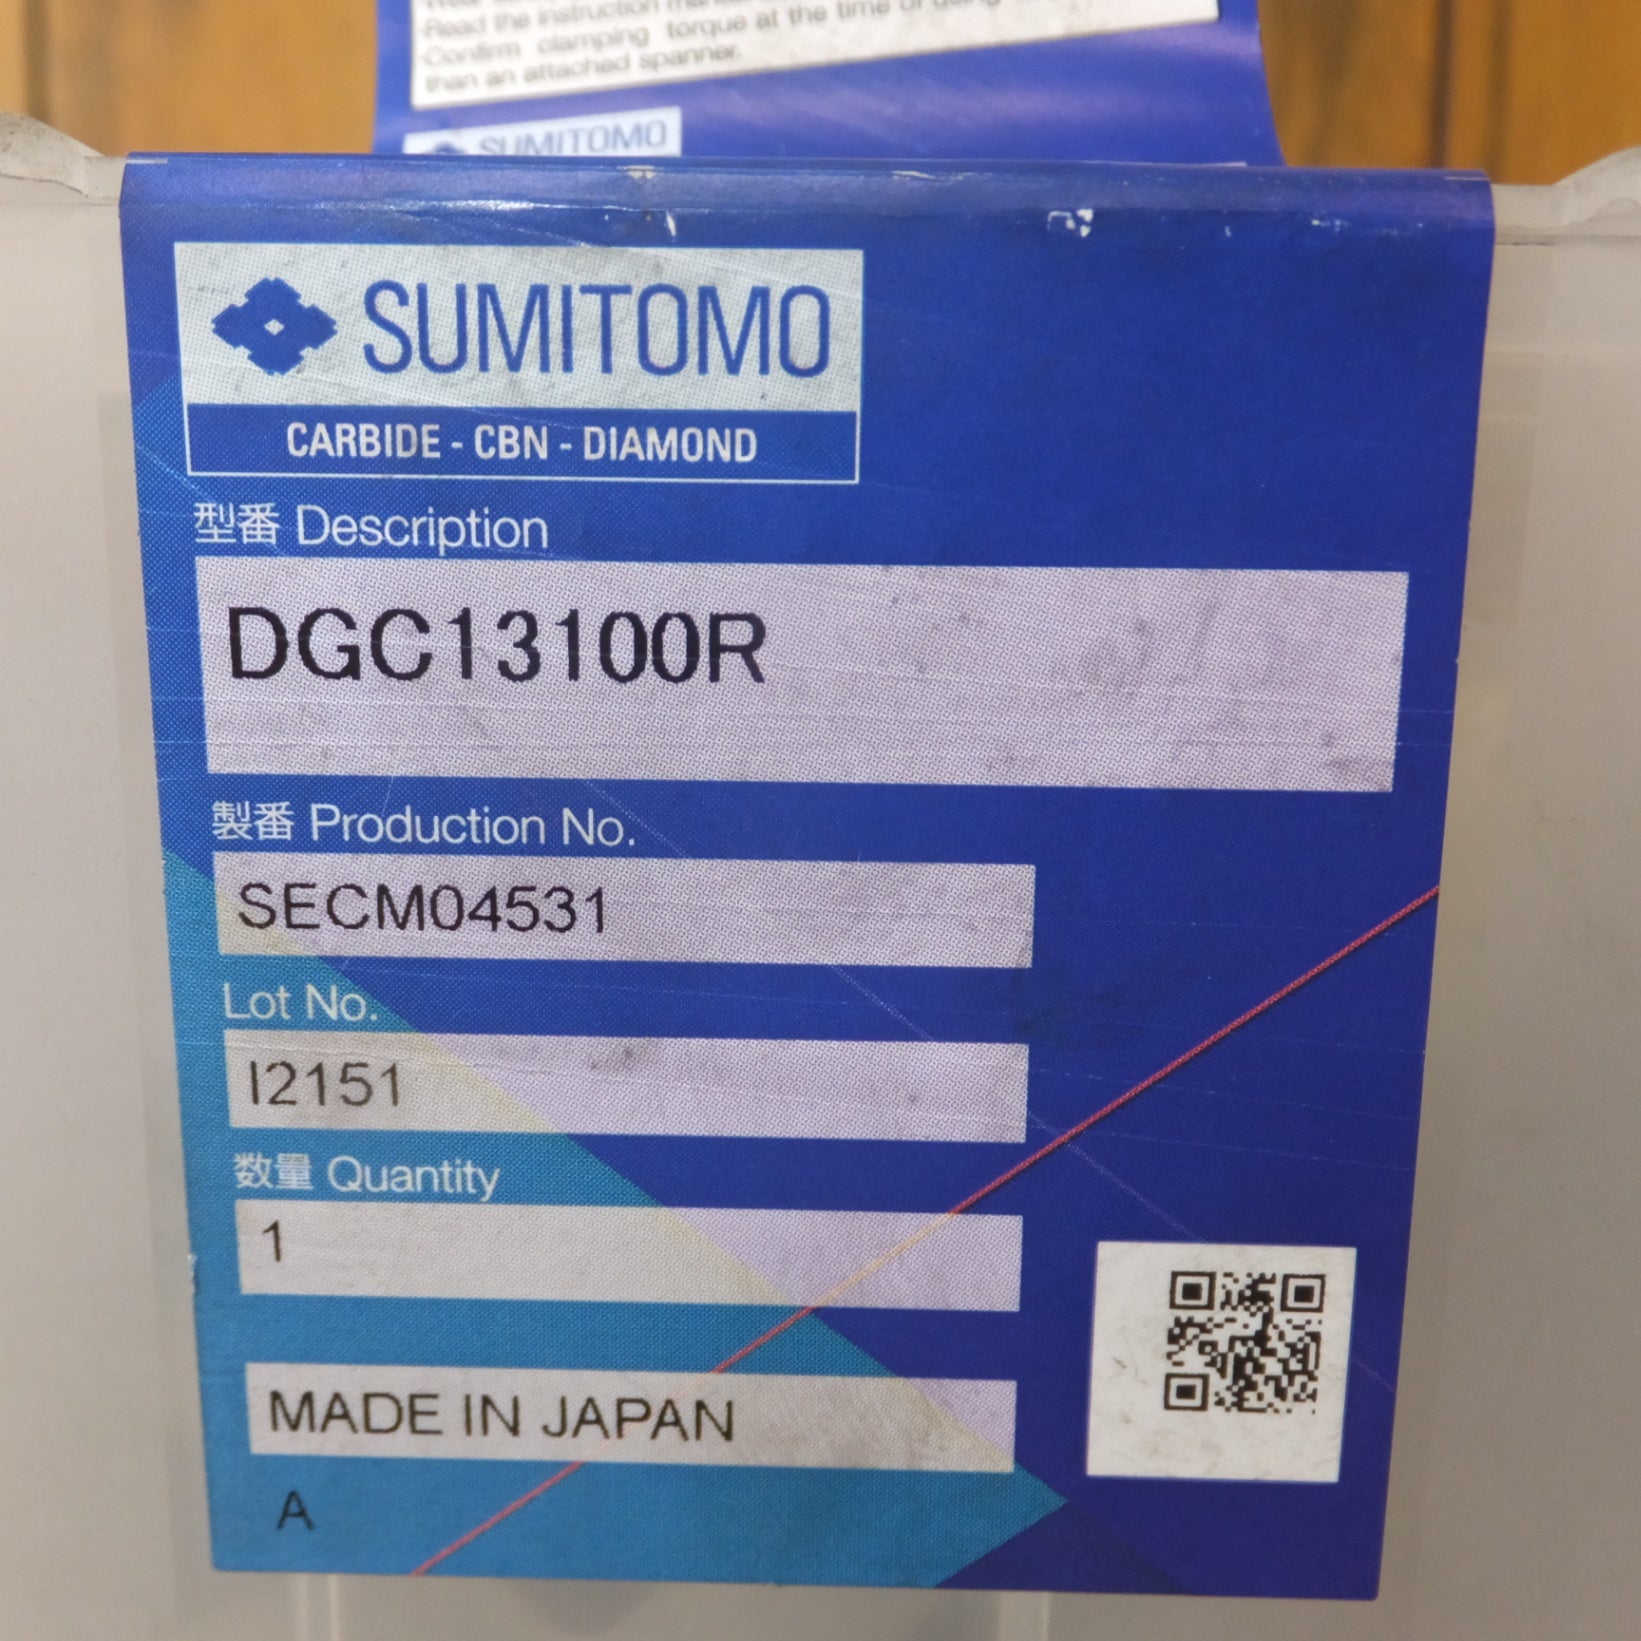 Read the instruction
Confirm clamping torque at the time of using
than an attached spanner.
SUMITOMO
SUMITOMO
CARBIDE - CBN - DIAMOND
型番 Description
DGC13100R
製番 Production No.
SECM04531
Lot No.
I2151
数量 Quantity
1
MADE IN JAPAN
A